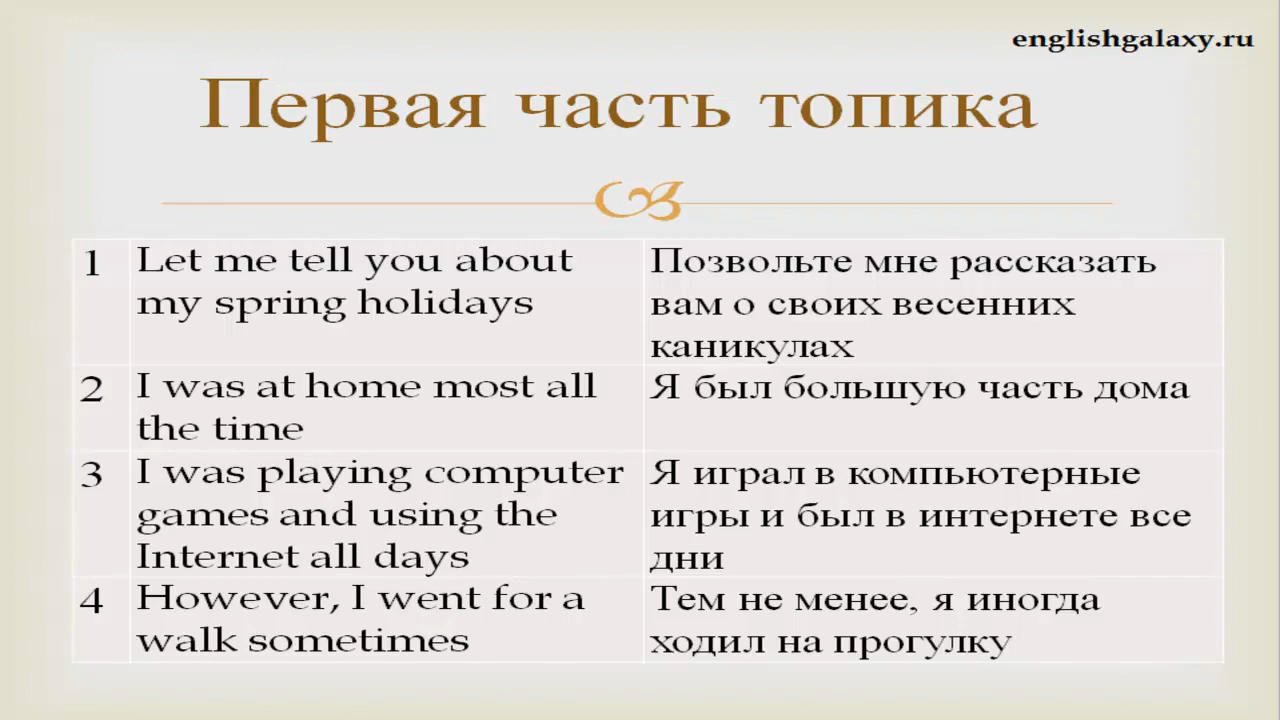 englishgalaxy.ru
Первая часть топика
1
Let me tell you about
my spring holidays
Позвольте мне рассказать
вам о своих весенних
каникулах
2
I was at home most all
the time
Я был большую часть дома
3
I was playing computer
games and using the
Internet all days
Я играл в компьютерные
игры и был в интернете все
дни
4
However, I went for a
walk sometimes
Тем не менее, я иногда
ходил на прогулку